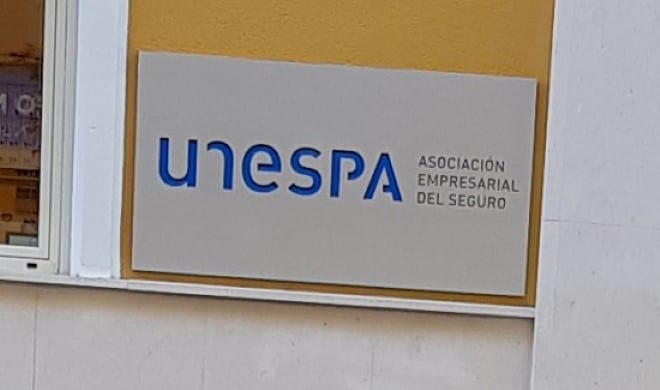 unesPA
ASOCIACIÓN
EMPRESARIAL
DEL SEGURO